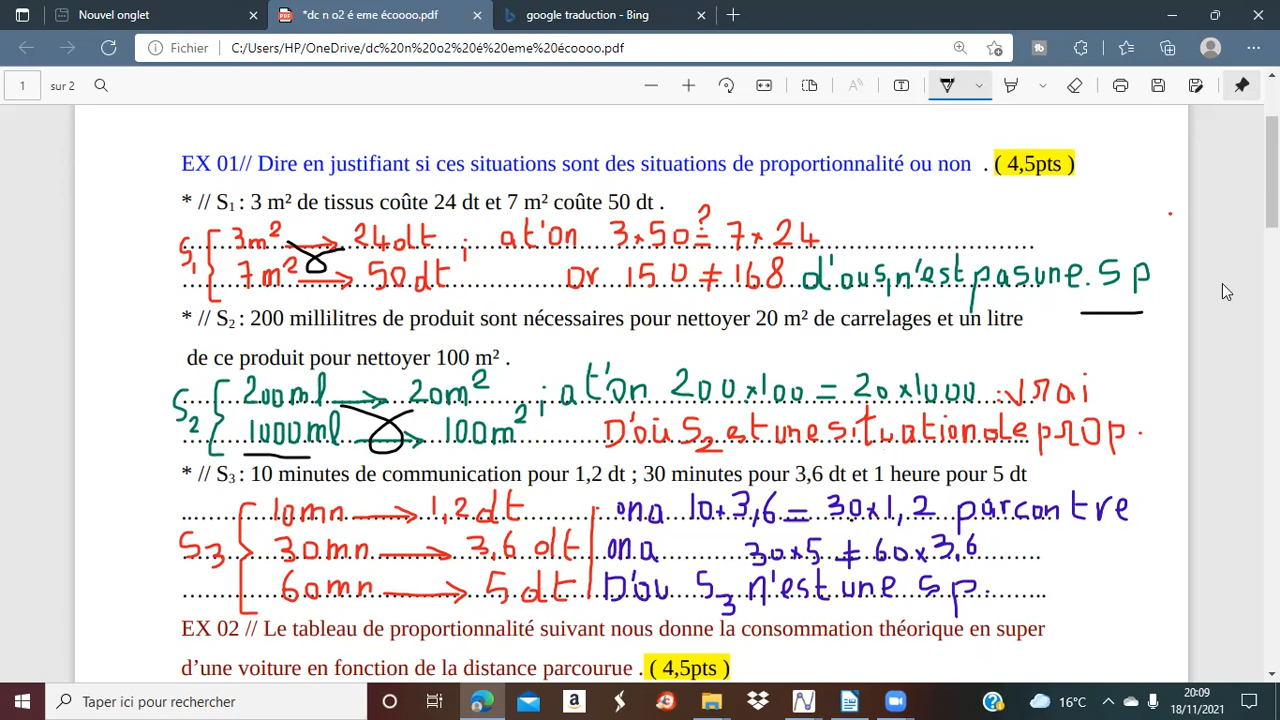 Nouvel onglet
*dc n o2 é eme écoooo.pdf
google traduction - Bing
Fichier
C:/Users/HP/OneDrive/dc%20n%20o2%20é%20eme%20écoooo.pdf
1
sur 2
EX 01// Dire en justifiant si ces situations sont des situations de proportionnalité ou non . ( 4,5pts )
* // S1 : 3 m² de tissus coûte 24 dt et 7 m² coûte 50 dt .
S1 { 3m² → 24dt ; at'on 3×50 ?= 7×24
7m² → 50dt or 150 ≠ 168 d'ou s1 n'est pas une S p
* // S2 : 200 millilitres de produit sont nécessaires pour nettoyer 20 m² de carrelages et un litre
de ce produit pour nettoyer 100 m² .
S2 { 200ml → 20m² ; at'on 200×100 = 20×1000 : vrai
1000ml → 100m² D'où S2 est une situation de prop.
* // S3 : 10 minutes de communication pour 1,2 dt ; 30 minutes pour 3,6 dt et 1 heure pour 5 dt
10mn → 1,2dt ona 10×3,6 = 30×1,2 parcontre
S3 { 30mn → 3,6 dt ona 30×5 ≠ 60×3,6
60mn → 5dt D'ou S3 n'est une s p.
EX 02 // Le tableau de proportionnalité suivant nous donne la consommation théorique en super
d’une voiture en fonction de la distance parcourue . ( 4,5pts )
Taper ici pour rechercher
16°C
20:09
18/11/2021